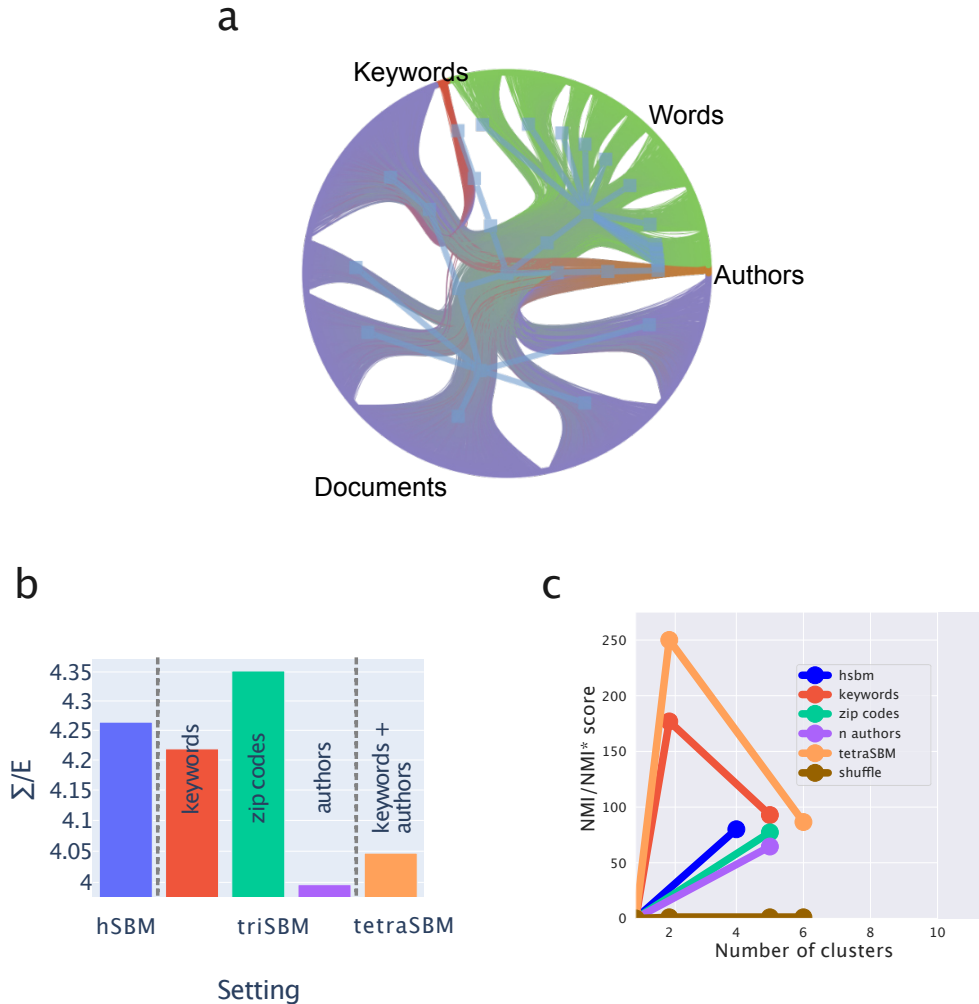 a
Keywords
Words
Authors
Documents
b
Σ/E
4.35
4.3
4.25
4.2
4.15
4.1
4.05
4
keywords
zip codes
authors
keywords +
authors
hSBM
triSBM
tetraSBM
Setting
c
NMI/NMI* score
250
200
150
100
50
0
hsbm
keywords
zip codes
n authors
tetraSBM
shuffle
2
4
6
8
10
Number of clusters